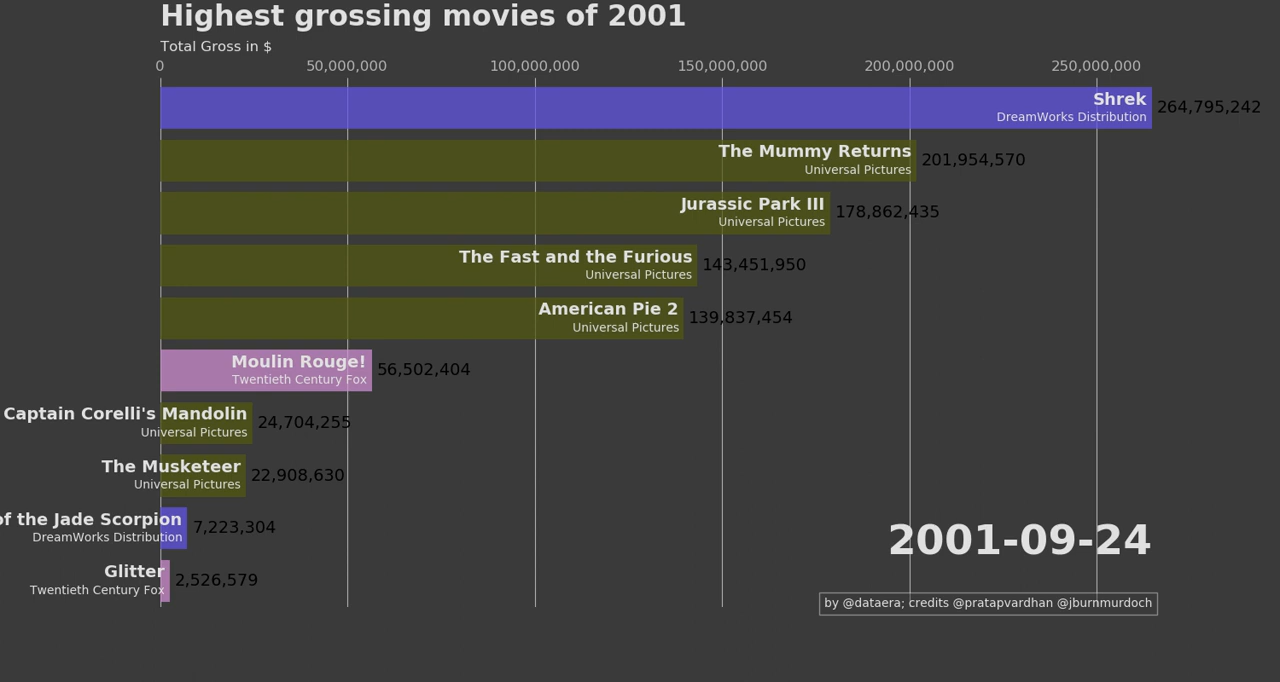 Highest grossing movies of 2001
Total Gross in $
0 50,000,000 100,000,000 150,000,000 200,000,000 250,000,000
Shrek
DreamWorks Distribution
264,795,242
The Mummy Returns
Universal Pictures
201,954,570
Jurassic Park III
Universal Pictures
178,862,435
The Fast and the Furious
Universal Pictures
143,451,950
American Pie 2
Universal Pictures
139,837,454
Moulin Rouge!
Twentieth Century Fox
56,502,404
Captain Corelli's Mandolin
Universal Pictures
24,704,255
The Musketeer
Universal Pictures
22,908,630
of the Jade Scorpion
DreamWorks Distribution
7,223,304
Glitter
Twentieth Century Fox
2,526,579
2001-09-24
by @dataera; credits @pratapvardhan @jburnmurdoch